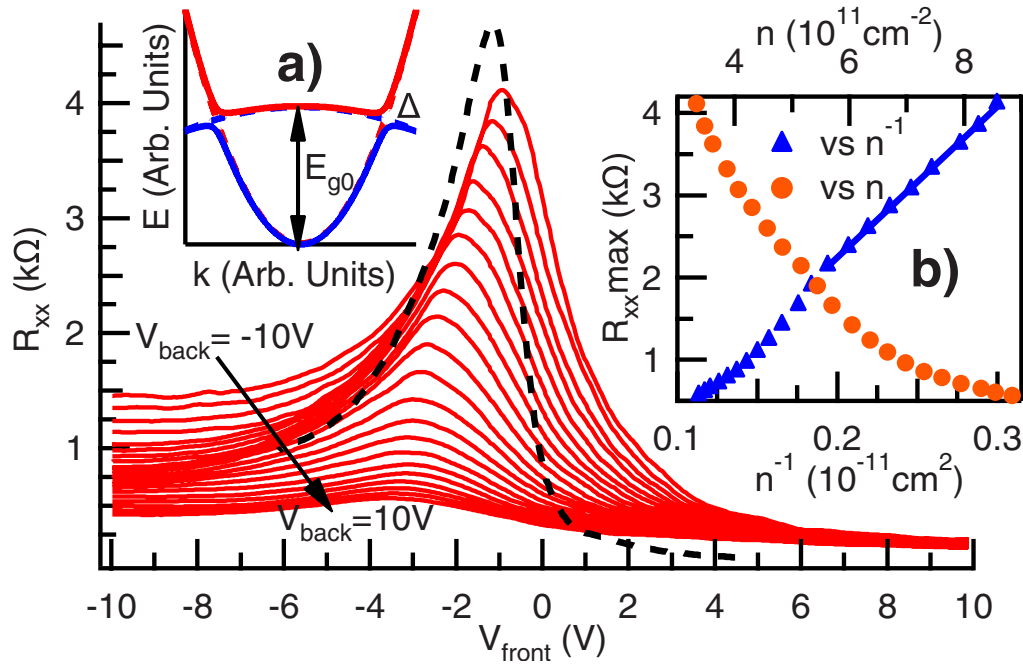 a)
Δ
E_g0
E (Arb. Units)
k (Arb. Units)
n (10^11 cm^-2)
4
6
8
4
3
2
1
R_xx max (kΩ)
vs n^-1
vs n
b)
0.1
0.2
0.3
n^-1 (10^-11 cm^2)
4
3
2
1
R_xx (kΩ)
V_back= -10V
V_back=10V
-10
-8
-6
-4
-2
0
2
4
6
8
10
V_front (V)